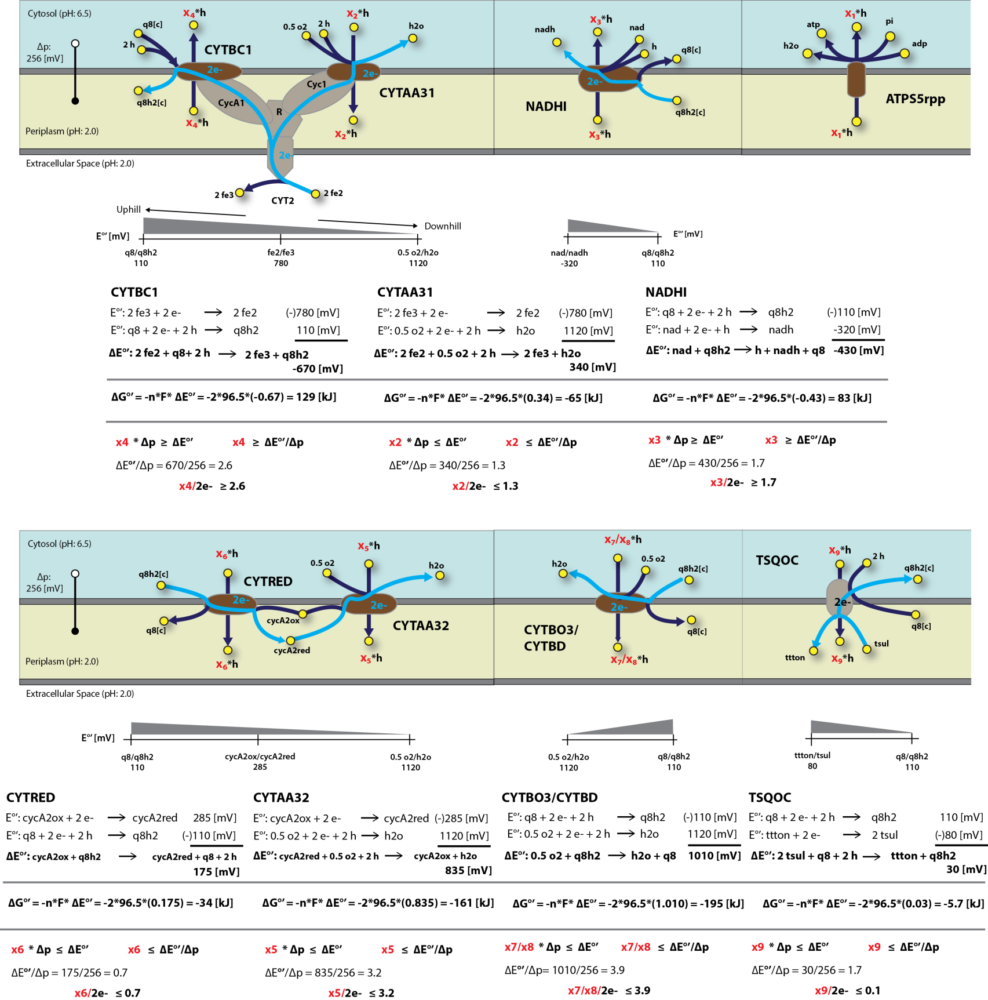 Cytosol (pH: 6.5)
Δp:
256 [mV]
Periplasm (pH: 2.0)
Extracellular Space (pH: 2.0)
q8[c]
2 h
x4*h
CYTBC1
2e-
q8h2[c]
x4*h
CycA1
R
Cyc1
2e-
0.5 o2
2 h
x2*h
h2o
2e-
CYTAA31
x2*h
2 fe3
2 fe2
CYT2
nadh
x3*h
nad
h
q8[c]
2e-
NADHI
q8h2[c]
x3*h
h2o
atp
x1*h
pi
adp
ATPS5rpp
x1*h
Uphill
Downhill
E°' [mV]
q8/q8h2
110
fe2/fe3
780
0.5 o2/h2o
1120
E°' [mV]
nad/nadh
-320
q8/q8h2
110
CYTBC1
E°': 2 fe3 + 2 e- → 2 fe2 (-)780 [mV]
E°': q8 + 2 e- + 2 h → q8h2 110 [mV]
ΔE°': 2 fe2 + q8+ 2 h → 2 fe3 + q8h2
-670 [mV]
ΔG°' = -n*F* ΔE°' = -2*96.5*(-0.67) = 129 [kJ]
x4 * Δp ≥ ΔE°' x4 ≥ ΔE°'/Δp
ΔE°'/Δp = 670/256 = 2.6
x4/2e- ≥ 2.6
CYTAA31
E°': 2 fe3 + 2 e- → 2 fe2 (-)780 [mV]
E°': 0.5 o2 + 2 e- + 2 h → h2o 1120 [mV]
ΔE°': 2 fe2 + 0.5 o2 + 2 h → 2 fe3 + h2o
340 [mV]
ΔG°' = -n*F* ΔE°' = -2*96.5*(0.34) = -65 [kJ]
x2 * Δp ≤ ΔE°' x2 ≤ ΔE°'/Δp
ΔE°'/Δp = 340/256 = 1.3
x2/2e- ≤ 1.3
NADHI
E°': q8 + 2 e- + 2 h → q8h2 (-)110 [mV]
E°': nad + 2 e- + h → nadh -320 [mV]
ΔE°': nad + q8h2 → h + nadh + q8 -430 [mV]
ΔG°' = -n*F* ΔE°' = -2*96.5*(-0.43) = 83 [kJ]
x3 * Δp ≥ ΔE°' x3 ≥ ΔE°'/Δp
ΔE°'/Δp = 430/256 = 1.7
x3/2e- ≥ 1.7
Cytosol (pH: 6.5)
Δp:
256 [mV]
Periplasm (pH: 2.0)
Extracellular Space (pH: 2.0)
q8h2[c]
x6*h
CYTRED
2e-
q8[c]
x6*h
cycA2ox
cycA2red
0.5 o2
x5*h
h2o
2e-
CYTAA32
x5*h
h2o
x7/x8*h
0.5 o2
q8h2[c]
2e-
CYTBO3/
CYTBD
q8[c]
x7/x8*h
TSQOC
x9*h
2 h
q8h2[c]
2e-
q8[c]
ttton
x9*h
tsul
E°' [mV]
q8/q8h2
110
cycA2ox/cycA2red
285
0.5 o2/h2o
1120
0.5 o2/h2o
1120
q8/q8h2
110
ttton/tsul
80
q8/q8h2
110
CYTRED
E°': cycA2ox + 2 e- → cycA2red 285 [mV]
E°': q8 + 2 e- + 2 h → q8h2 (-)110 [mV]
ΔE°': cycA2ox + q8h2 → cycA2red + q8 + 2 h
175 [mV]
ΔG°' = -n*F* ΔE°' = -2*96.5*(0.175) = -34 [kJ]
x6 * Δp ≤ ΔE°' x6 ≤ ΔE°'/Δp
ΔE°'/Δp = 175/256 = 0.7
x6/2e- ≤ 0.7
CYTAA32
E°': cycA2ox + 2 e- → cycA2red (-)285 [mV]
E°': 0.5 o2 + 2 e- + 2 h → h2o 1120 [mV]
ΔE°': cycA2red + 0.5 o2 + 2 h → cycA2ox + h2o
835 [mV]
ΔG°' = -n*F* ΔE°' = -2*96.5*(0.835) = -161 [kJ]
x5 * Δp ≤ ΔE°' x5 ≤ ΔE°'/Δp
ΔE°'/Δp = 835/256 = 3.2
x5/2e- ≤ 3.2
CYTBO3/CYTBD
E°': q8 + 2 e- + 2 h → q8h2 (-)110 [mV]
E°': 0.5 o2 + 2 e- + 2 h → h2o 1120 [mV]
ΔE°': 0.5 o2 + q8h2 → h2o + q8 1010 [mV]
ΔG°' = -n*F* ΔE°' = -2*96.5*(1.010) = -195 [kJ]
x7/x8 * Δp ≤ ΔE°' x7/x8 ≤ ΔE°'/Δp
ΔE°'/Δp= 1010/256 = 3.9
x7/x8/2e- ≤ 3.9
TSQOC
E°': q8 + 2 e- + 2 h → q8h2 110 [mV]
E°': ttton + 2 e- → 2 tsul (-)80 [mV]
ΔE°': 2 tsul + q8 + 2 h → ttton + q8h2
30 [mV]
ΔG°' = -n*F* ΔE°' = -2*96.5*(0.03) = -5.7 [kJ]
x9 * Δp ≤ ΔE°' x9 ≤ ΔE°'/Δp
ΔE°'/Δp = 30/256 = 1.7
x9/2e- ≤ 0.1